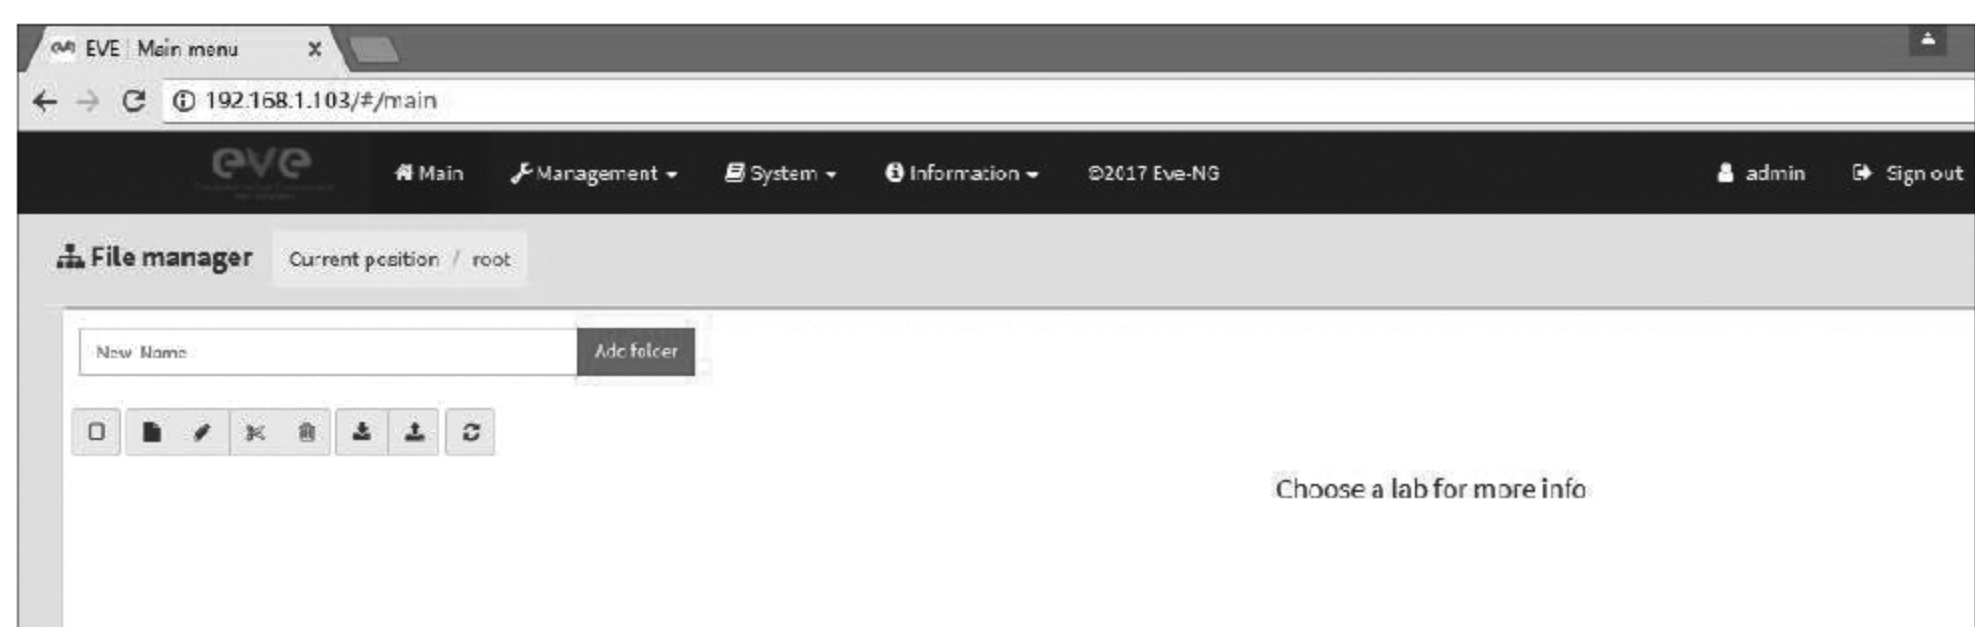 EVE | Main menu
192.168.1.103/#/main
eve Main Management System Information ©2017 Eve-NG admin Sign out
File manager Current position / root
New Name Add folder
Choose a lab for more info